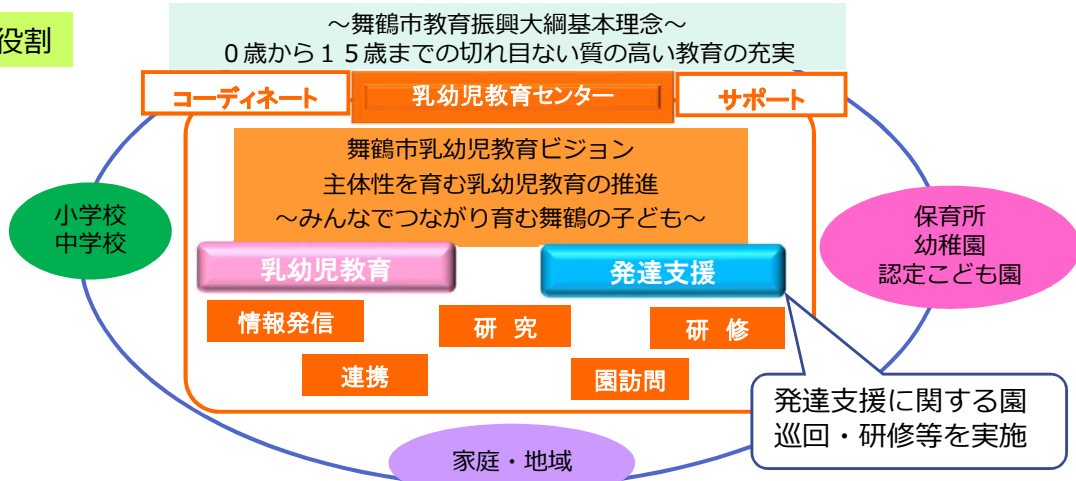 役割
～舞鶴市教育振興大綱基本理念～
０歳から１５歳までの切れ目ない質の高い教育の充実
コーディネート
乳幼児教育センター
サポート
舞鶴市乳幼児教育ビジョン
主体性を育む乳幼児教育の推進
～みんなでつながり育む舞鶴の子ども～
小学校
中学校
保育所
幼稚園
認定こども園
乳幼児教育
発達支援
情報発信
研 究
研 修
連携
園訪問
発達支援に関する園
巡回・研修等を実施
家庭・地域